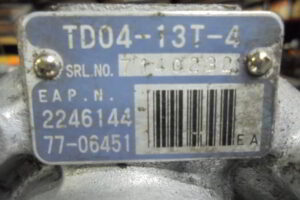 TD04-13T-4
SRL.NO.
EAP.N.
2246144
77-06451
EA